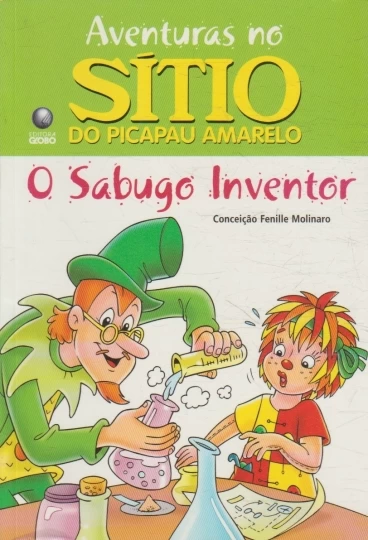 Aventuras no
SÍTIO
DO PICAPAU AMARELO
EDITORA
GLOBO
O Sabugo Inventor
Conceição Fenille Molinaro